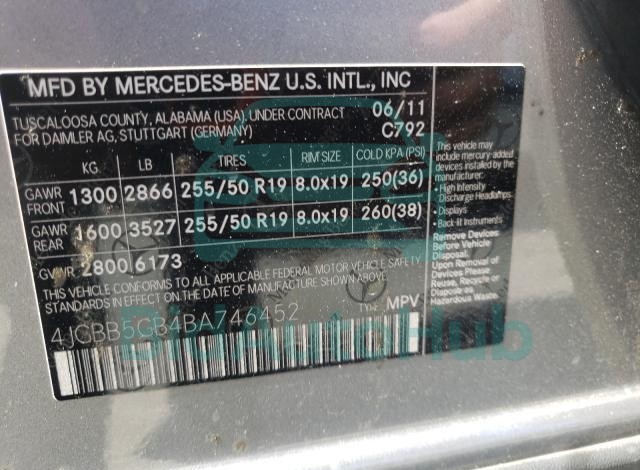 MFD BY MERCEDES-BENZ U.S. INTL., INC
TUSCALOOSA COUNTY, ALABAMA (USA), UNDER CONTRACT 06/11
FOR DAIMLER AG, STUTTGART (GERMANY) C792
KG LB TIRES RIM SIZE COLD KPA (PSI)
GAWR FRONT 1300 2866 255/50 R19 8.0x19 250(36)
GAWR REAR 1600 3527 255/50 R19 8.0x19 260(38)
GVWR 2800 6173
THIS VEHICLE CONFORMS TO ALL APPLICABLE FEDERAL MOTOR VEHICLE SAFETY
STANDARDS IN EFFECT ON THE DATE OF MANUFACTURE SHOWN ABOVE.
4JGBB5GB4BA746452 TYPE: MPV
This vehicle may
include mercury-added
devices installed by the
manufacturer:
• High Intensity
Discharge Headlamps
• Displays
• Back-lit Instruments
Remove Devices
Before Vehicle
Disposal.
Upon Removal of
Devices, Please
Reuse, Recycle or
Dispose as
Hazardous Waste.
BidAutoHub